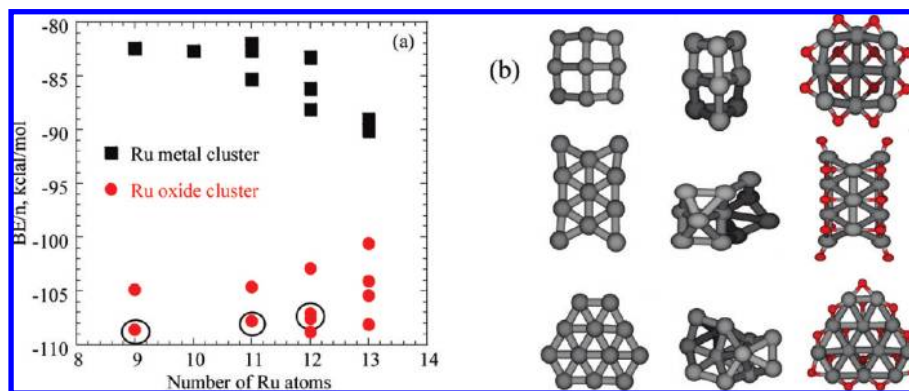 -80
(a)
-85
-90
Ru metal cluster
-95
Ru oxide cluster
-100
-105
-110
BE/n, kclal/mol
8 9 10 11 12 13 14
Number of Ru atoms
(b)